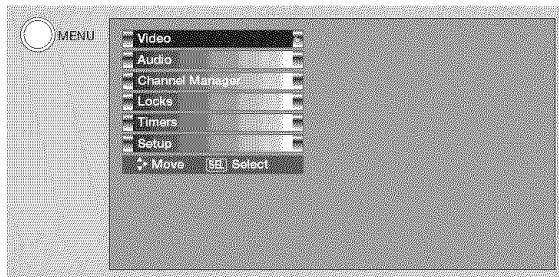 MENU
Video
Audio
Channel Manager
Locks
Timers
Setup
Move SEL Select